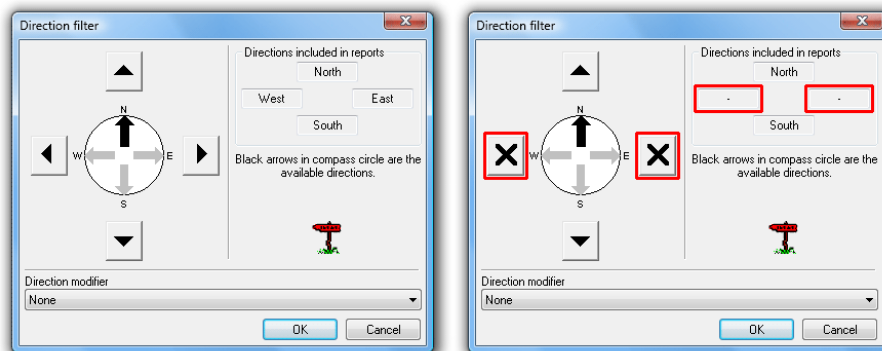 Direction filter
Directions included in reports
North
West East
South
N
W E
S
Black arrows in compass circle are the
available directions.
Direction modifier
None
OK Cancel
Direction filter
Directions included in reports
North
- -
South
N
W E
S
Black arrows in compass circle are the
available directions.
Direction modifier
None
OK Cancel